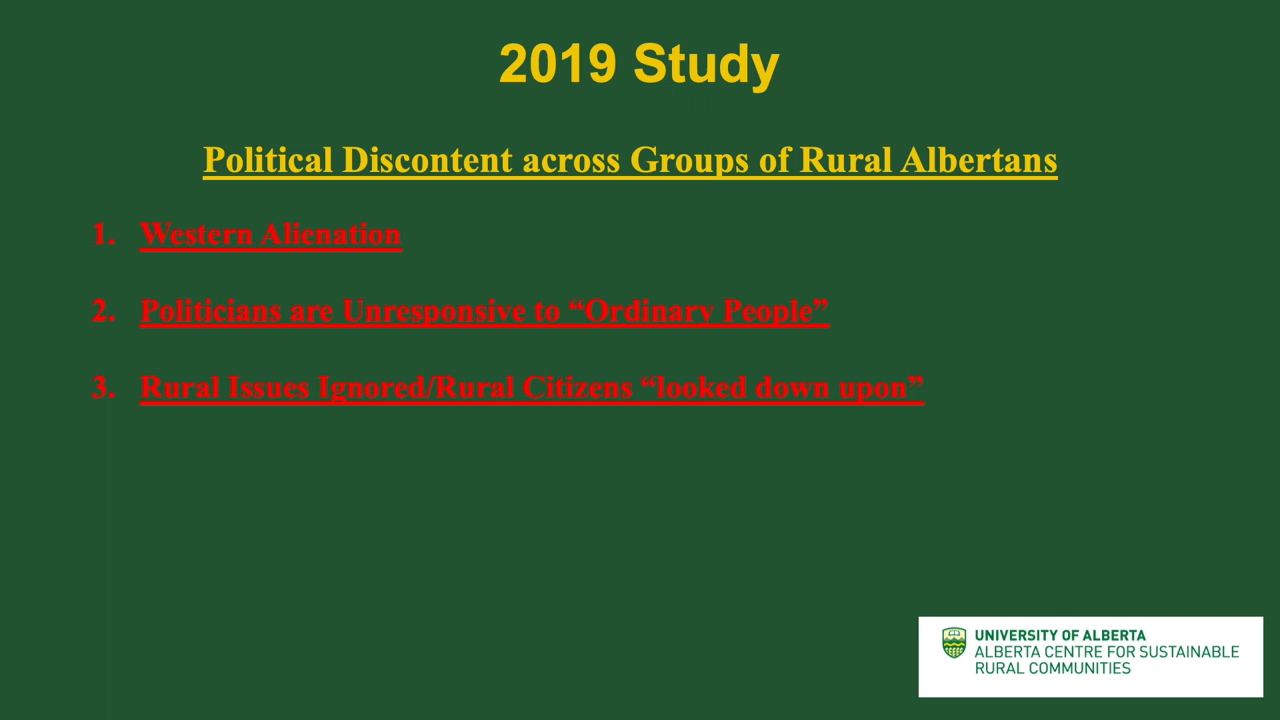 2019 Study
Political Discontent across Groups of Rural Albertans
1. Western Alienation
2. Politicians are Unresponsive to “Ordinary People”
3. Rural Issues Ignored/Rural Citizens “looked down upon”
UNIVERSITY OF ALBERTA
ALBERTA CENTRE FOR SUSTAINABLE
RURAL COMMUNITIES